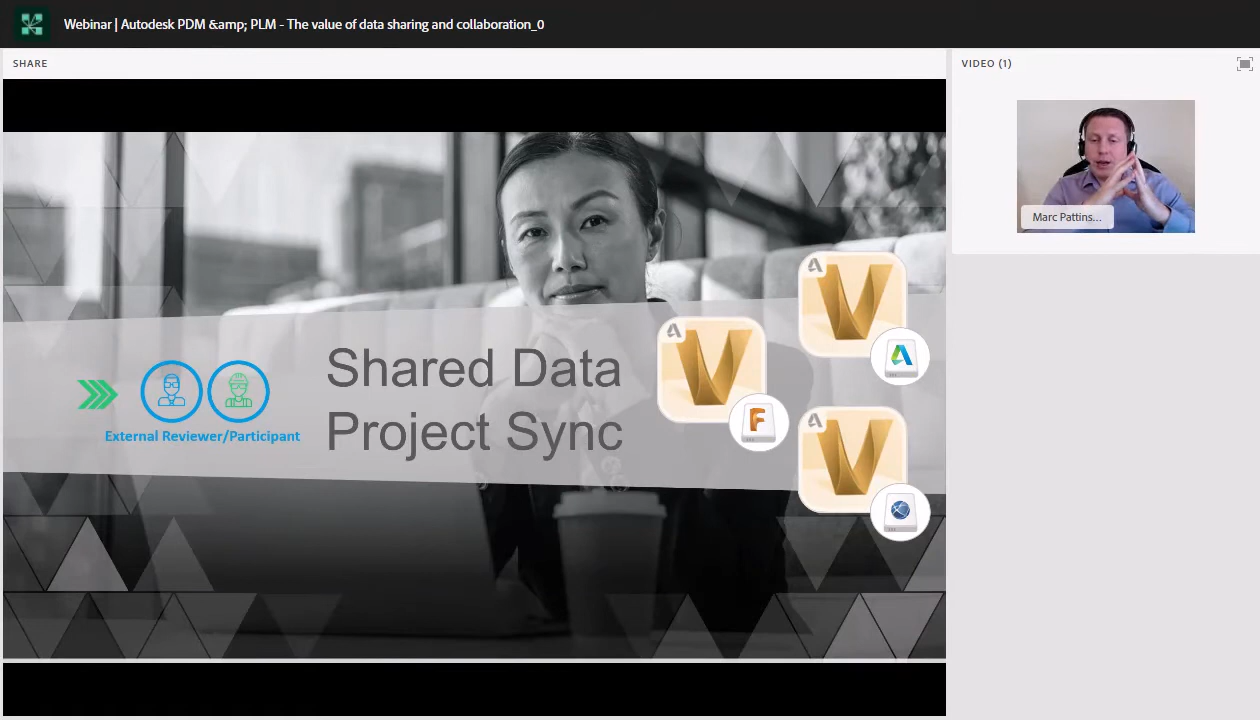 Webinar | Autodesk PDM &amp; PLM - The value of data sharing and collaboration_0
SHARE
VIDEO (1)
Marc Pattins...
Shared Data
Project Sync
External Reviewer/Participant
F